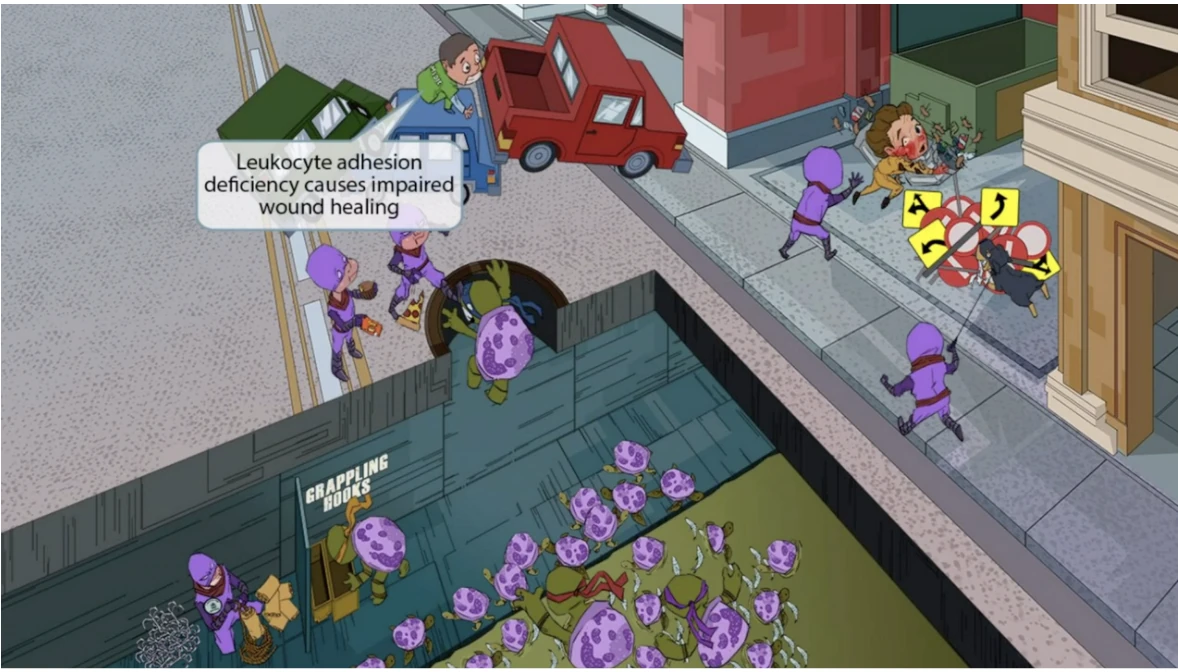 Leukocyte adhesion
deficiency causes impaired
wound healing
GRAPPLING
HOOKS